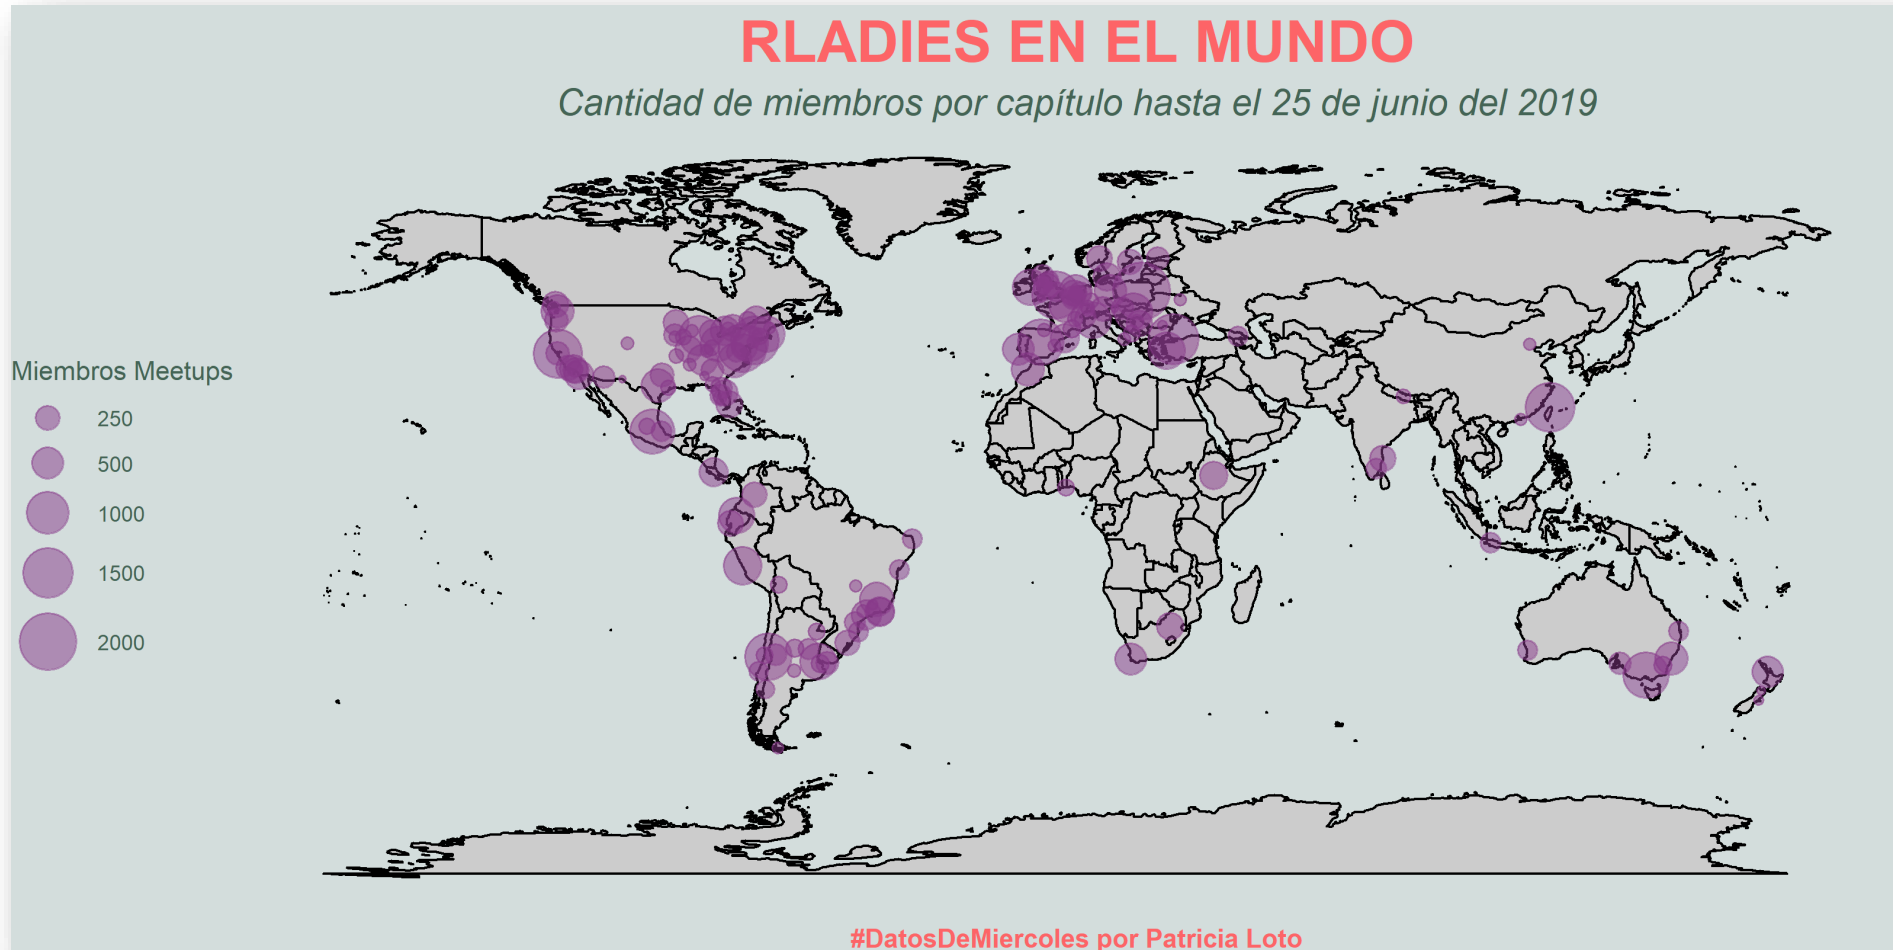 RLADIES EN EL MUNDO
Cantidad de miembros por capítulo hasta el 25 de junio del 2019
Miembros Meetups
250
500
1000
1500
2000
#DatosDeMiercoles por Patricia Loto